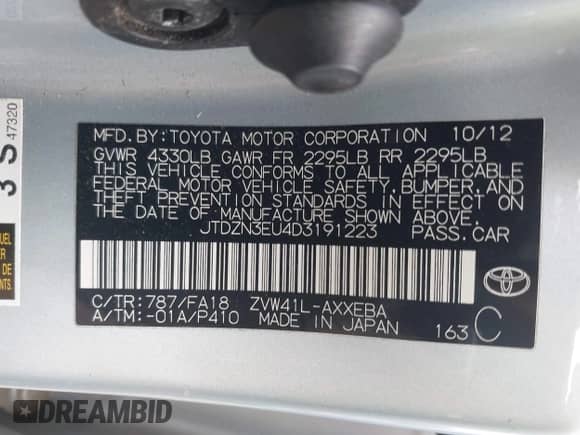 MFD. BY: TOYOTA MOTOR CORPORATION 10/12
GVWR 4330LB GAWR FR 2295LB RR 2295LB
THIS VEHICLE CONFORMS TO ALL APPLICABLE
FEDERAL MOTOR VEHICLE SAFETY, BUMPER, AND
THEFT PREVENTION STANDARDS IN EFFECT ON
THE DATE OF MANUFACTURE SHOWN ABOVE.
JTDZN3EU4D3191223 PASS. CAR
C/TR: 787/FA18 ZVW41L-AXXEBA
A/TM: -01A/P410 MADE IN JAPAN
163 C
3 S 47320
DREAMBID